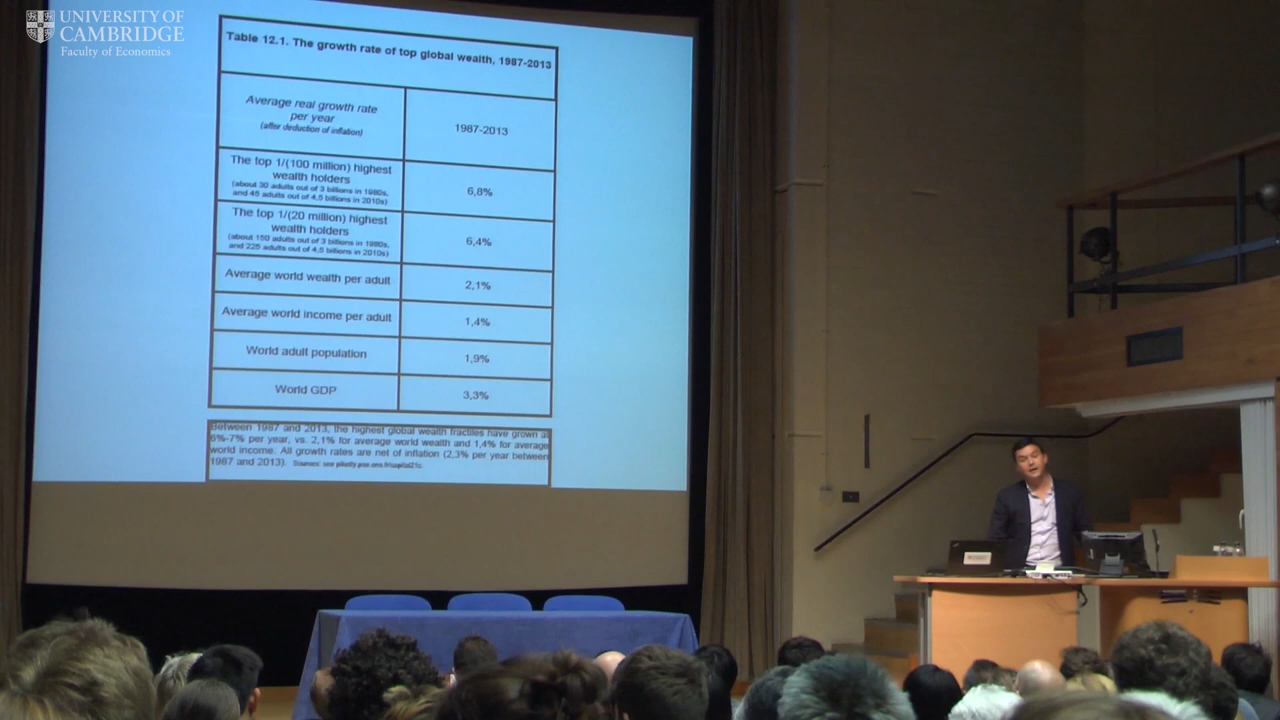 UNIVERSITY OF
CAMBRIDGE
Faculty of Economics
Table 12.1. The growth rate of top global wealth, 1987-2013
Average real growth rate
per year
(after deduction of inflation)
1987-2013
The top 1/(100 million) highest
wealth holders
(about 30 adults out of 3 billions in 1980s,
and 45 adults out of 4,5 billions in 2010s)
6,8%
The top 1/(20 million) highest
wealth holders
(about 150 adults out of 3 billions in 1980s,
and 225 adults out of 4,5 billions in 2010s)
6,4%
Average world wealth per adult
2,1%
Average world income per adult
1,4%
World adult population
1,9%
World GDP
3,3%
Between 1987 and 2013, the highest global wealth fractiles have grown at
6%-7% per year, vs. 2,1% for average world wealth and 1,4% for average
world income. All growth rates are net of inflation (2,3% per year between
1987 and 2013). Sources: see piketty.pse.ens.fr/capital21c.